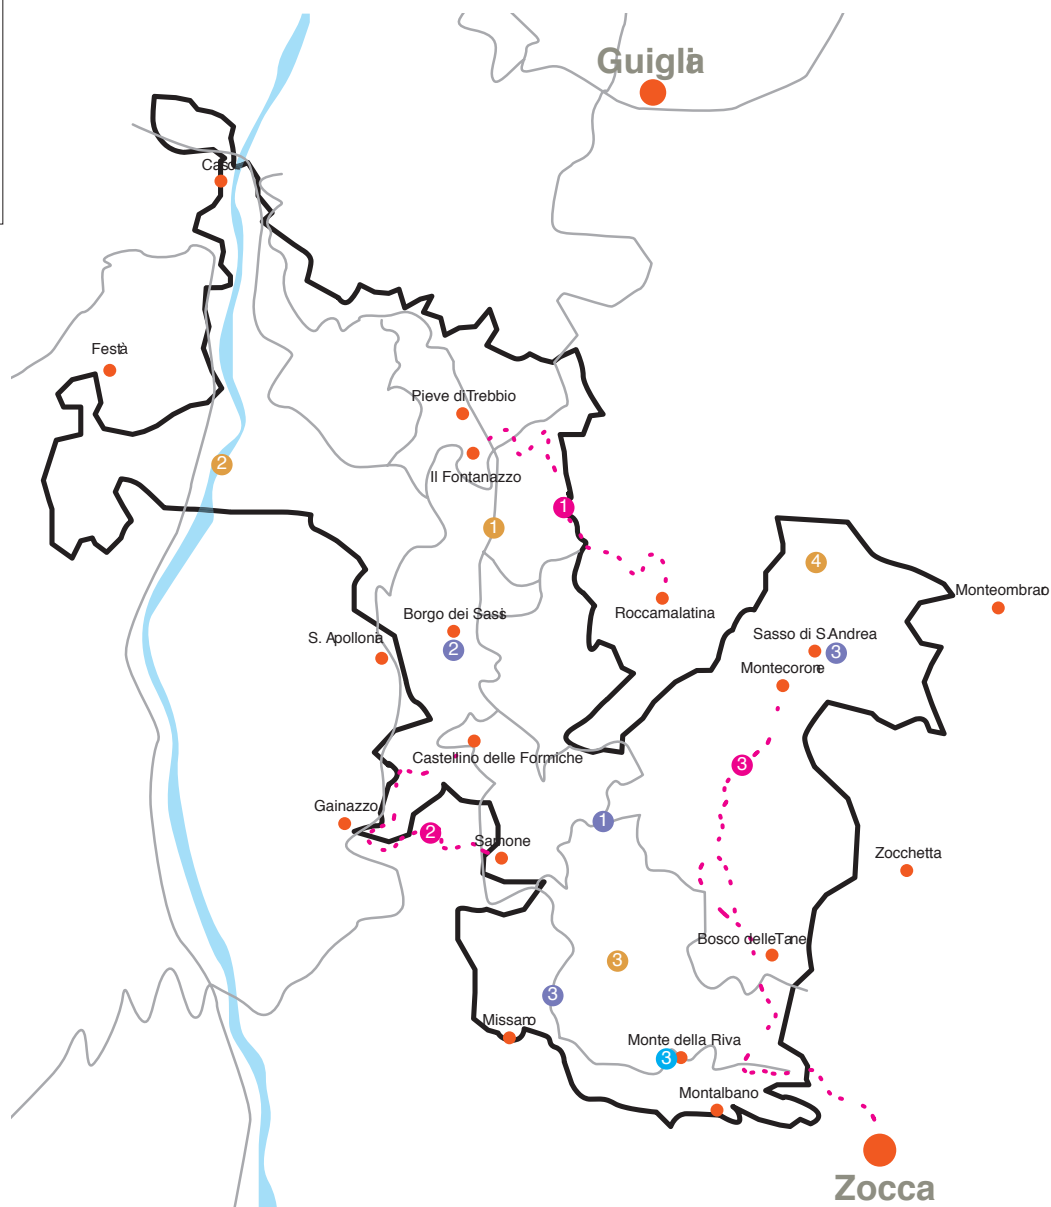 Guiglia
Caso
Festà
Pieve di Trebbio
Il Fontanazzo
2
1
1
4
Monteombraro
Borgo dei Sassi
Roccamalatina
S. Apollonia
2
Sasso di S.Andrea
3
Montecorone
Castellino delle Formiche
3
Gainazzo
2
1
Samone
Zocchetta
Bosco delle Tane
3
3
Missano
Monte della Riva
3
Montalbano
Zocca